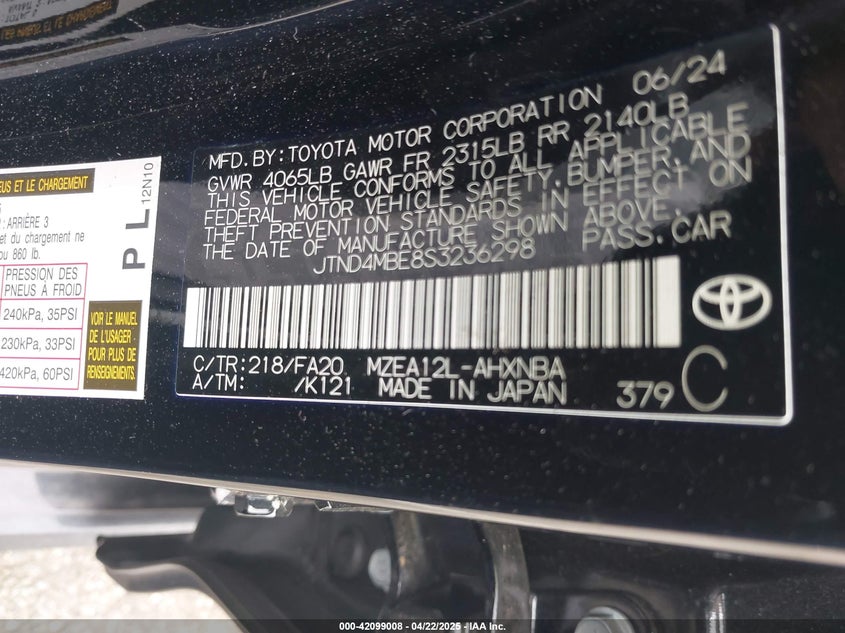 MFD. BY: TOYOTA MOTOR CORPORATION 06/24
GVWR 4065LB GAWR FR 2315LB RR 2140LB
THIS VEHICLE CONFORMS TO ALL APPLICABLE
FEDERAL MOTOR VEHICLE SAFETY, BUMPER, AND
THEFT PREVENTION STANDARDS IN EFFECT ON
THE DATE OF MANUFACTURE SHOWN ABOVE.
JTND4MBE8S3236298 PASS. CAR
C/TR: 218/FA20 MZEA12L-AHXNBA
A/TM: /K121 MADE IN JAPAN 379 C
PNEUS ET LE CHARGEMENT
: ARRIÈRE 3
et du chargement ne
ou 860 lb.
PRESSION DES
PNEUS À FROID
240kPa, 35PSI
230kPa, 33PSI
420kPa, 60PSI
VOIR LE MANUEL
DE L'USAGER
POUR PLUS DE
RENSEIGNEMENTS.
P L 12N10
000-42099008 - 04/22/2025 - IAA Inc.